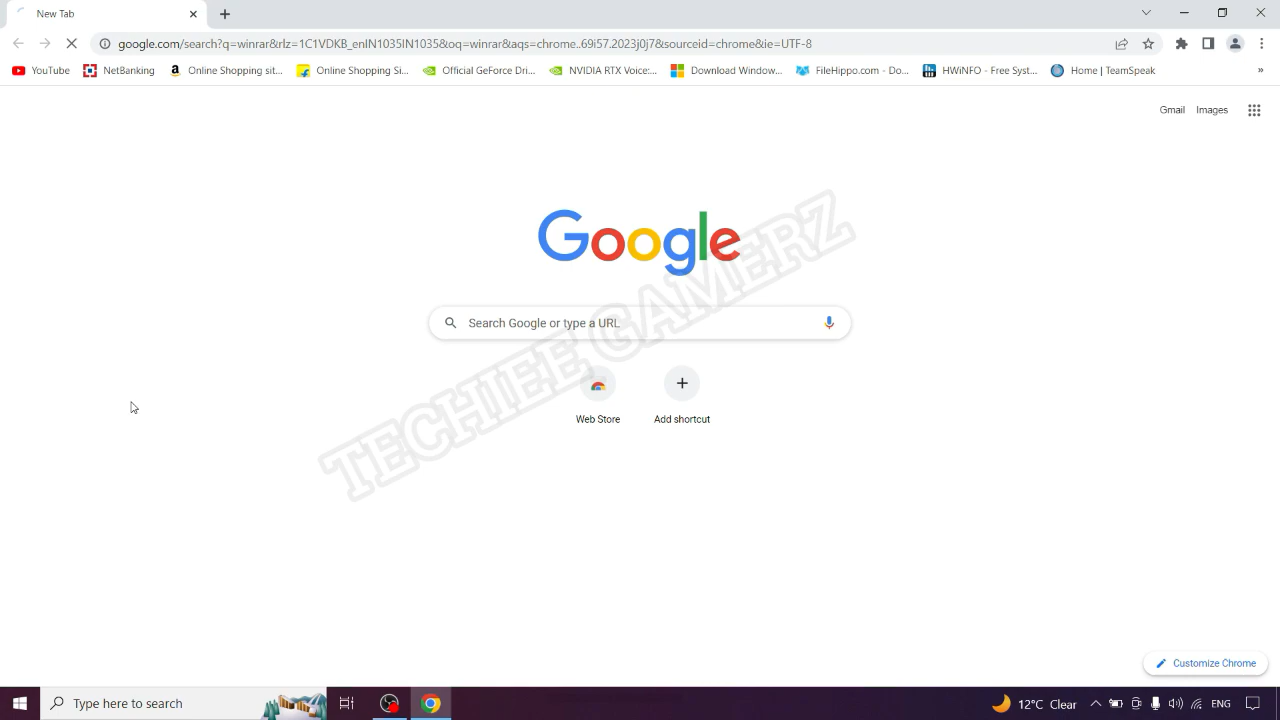 New Tab
google.com/search?q=winrar&rlz=1C1VDKB_enIN1035IN1035&oq=winrar&aqs=chrome..69i57.2023j0j7&sourceid=chrome&ie=UTF-8
YouTube NetBanking Online Shopping sit... Online Shopping Si... Official GeForce Dri... NVIDIA RTX Voice:... Download Window... FileHippo.com - Do... HWiNFO - Free Syst... Home | TeamSpeak »
Gmail Images
Google
Search Google or type a URL
Web Store Add shortcut
TECHIEE GAMERZ
Customize Chrome
Type here to search 12°C Clear ENG